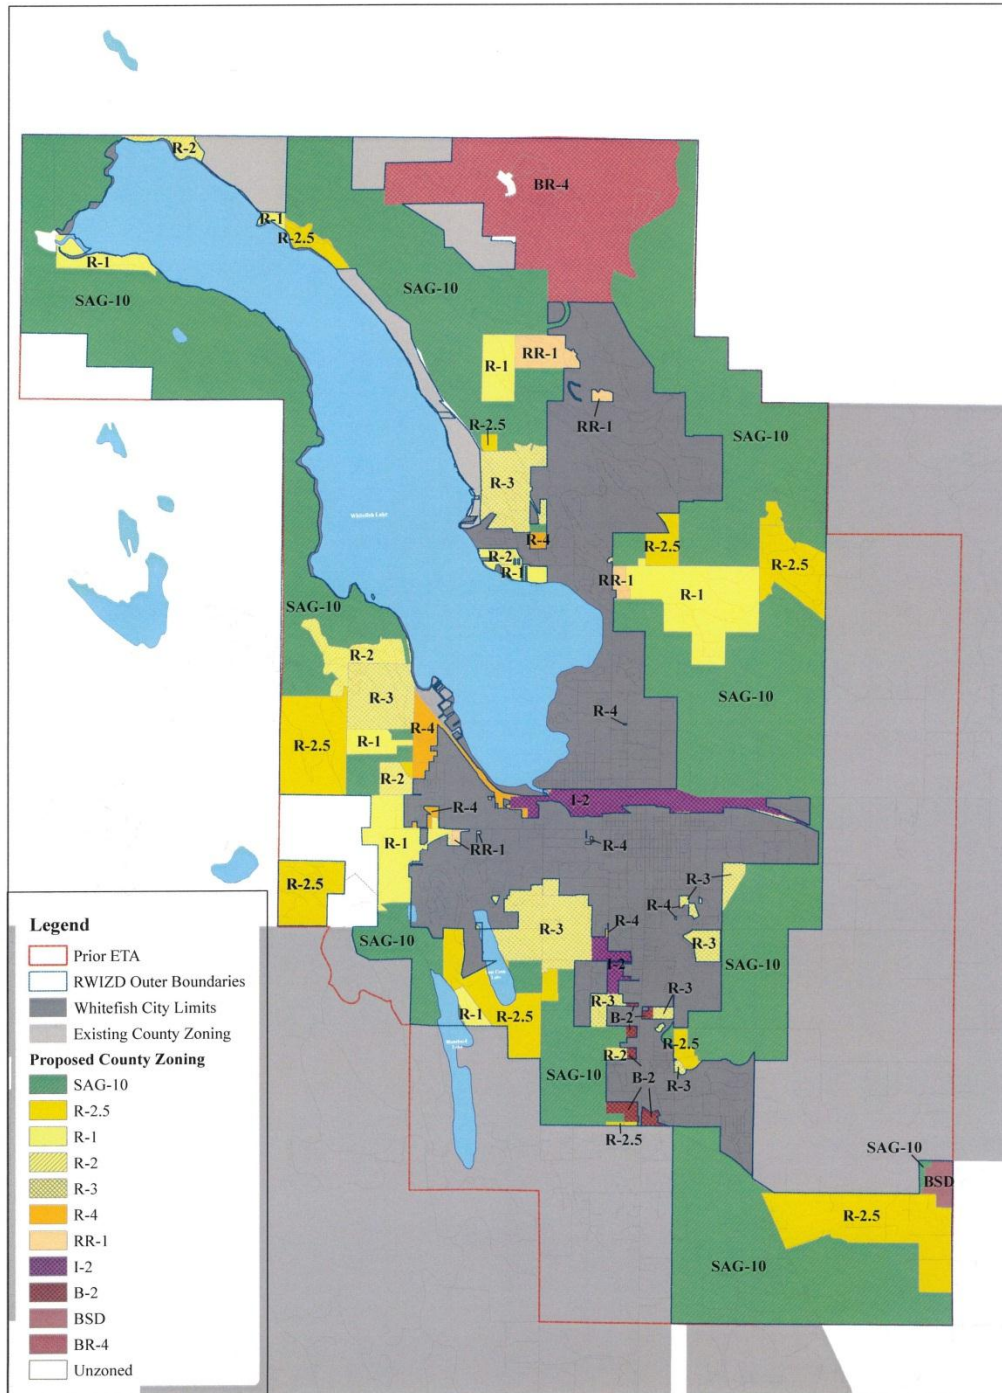 R-2
BR-4
R-1
R-2.5
R-1
SAG-10
SAG-10
RR-1
R-1
RR-1
R-2.5
SAG-10
R-3
Whitefish Lake
R-4
R-2.5
R-2
R-2.5
R-1
RR-1
R-1
SAG-10
R-2
R-3
SAG-10
R-4
R-4
R-2.5
R-1
R-2
I-2
R-4
R-1
RR-1
R-4
R-2.5
R-3
R-4
R-4
R-3
SAG-10
R-3
I-2
SAG-10
R-3
R-3
R-1
R-2.5
B-2
R-2.5
R-2
SAG-10
R-3
B-2
R-2.5
SAG-10
BSD
R-2.5
SAG-10
Legend
Prior ETA
RWIZD Outer Boundaries
Whitefish City Limits
Existing County Zoning
Proposed County Zoning
SAG-10
R-2.5
R-1
R-2
R-3
R-4
RR-1
I-2
B-2
BSD
BR-4
Unzoned